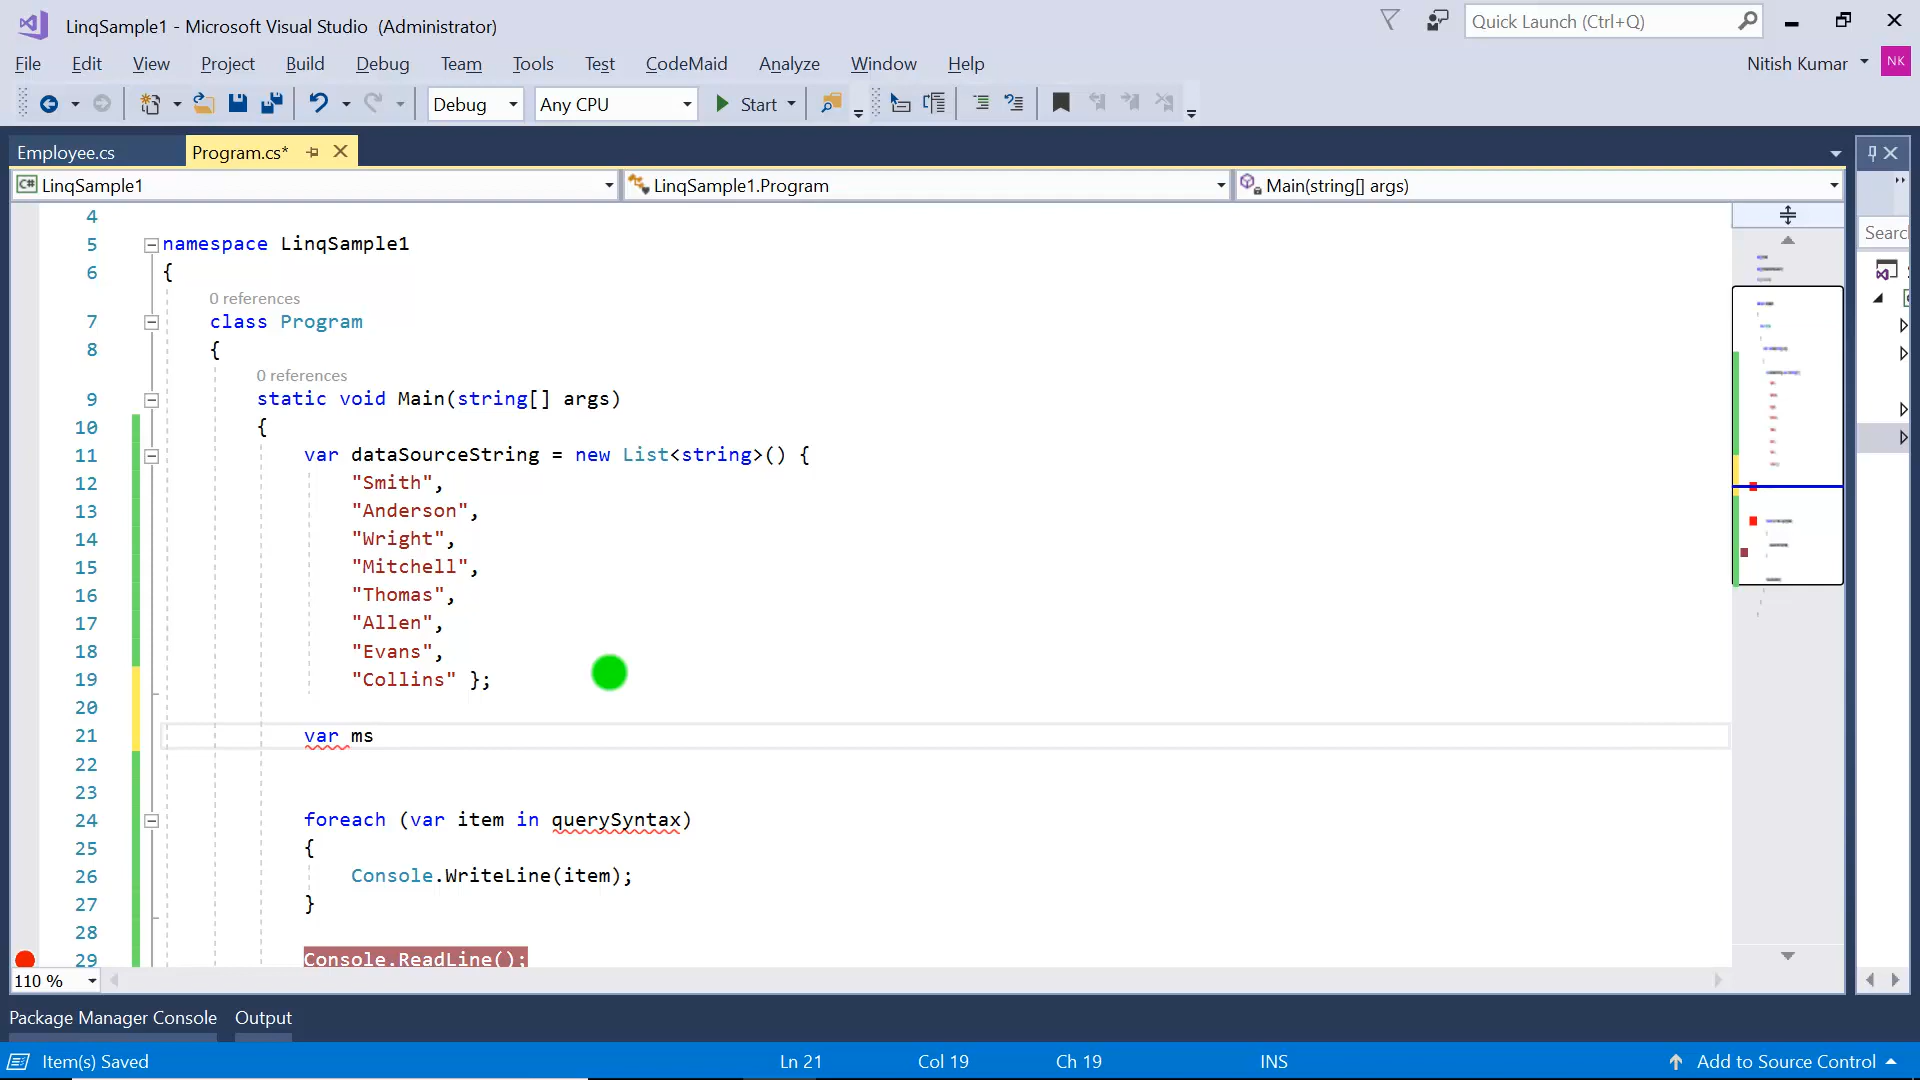 LinqSample1 - Microsoft Visual Studio (Administrator)
Quick Launch (Ctrl+Q)
File Edit View Project Build Debug Team Tools Test CodeMaid Analyze Window Help
Nitish Kumar NK
Debug Any CPU Start
Employee.cs Program.cs*
C# LinqSample1 LinqSample1.Program Main(string[] args)
4
5 namespace LinqSample1
6 {
0 references
7 class Program
8 {
0 references
9 static void Main(string[] args)
10 {
11 var dataSourceString = new List<string>() {
12 "Smith",
13 "Anderson",
14 "Wright",
15 "Mitchell",
16 "Thomas",
17 "Allen",
18 "Evans",
19 "Collins" };
20
21 var ms
22
23
24 foreach (var item in querySyntax)
25 {
26 Console.WriteLine(item);
27 }
28
29 Console.ReadLine();
110 %
Package Manager Console Output
Item(s) Saved Ln 21 Col 19 Ch 19 INS Add to Source Control